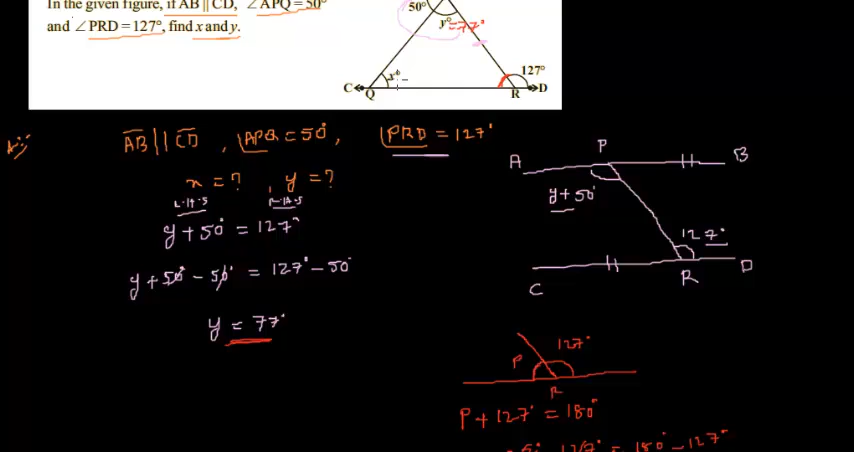 In the given figure, if AB || CD, ∠APQ = 50°
and ∠PRD = 127°, find x and y.
50°
y° = 77°
x°
127°
C
Q
R
D
AB || CD , ∠APQ = 50° , ∠PRD = 127°
x = ? , y = ?
y + 50° = 127°
y + 50° - 50° = 127° - 50°
y = 77°
A
P
B
y + 50°
127°
C
R
D
127°
P
R
P + 127° = 180°
127° = 180° - 127°